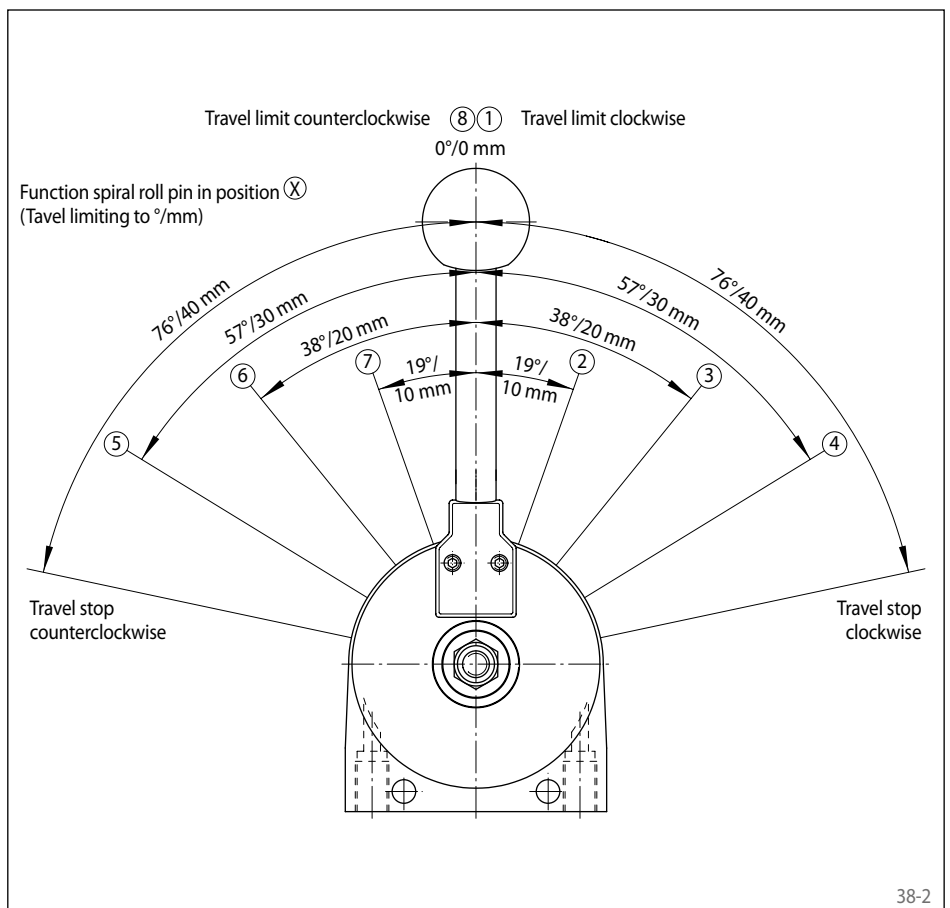 Travel limit counterclockwise 8 1 Travel limit clockwise
0°/0 mm
Function spiral roll pin in position X
(Tavel limiting to °/mm)
76°/40 mm
57°/30 mm
38°/20 mm
19°/
10 mm
19°/
10 mm
38°/20 mm
57°/30 mm
76°/40 mm
5
6
7
2
3
4
Travel stop
counterclockwise
Travel stop
clockwise
38-2